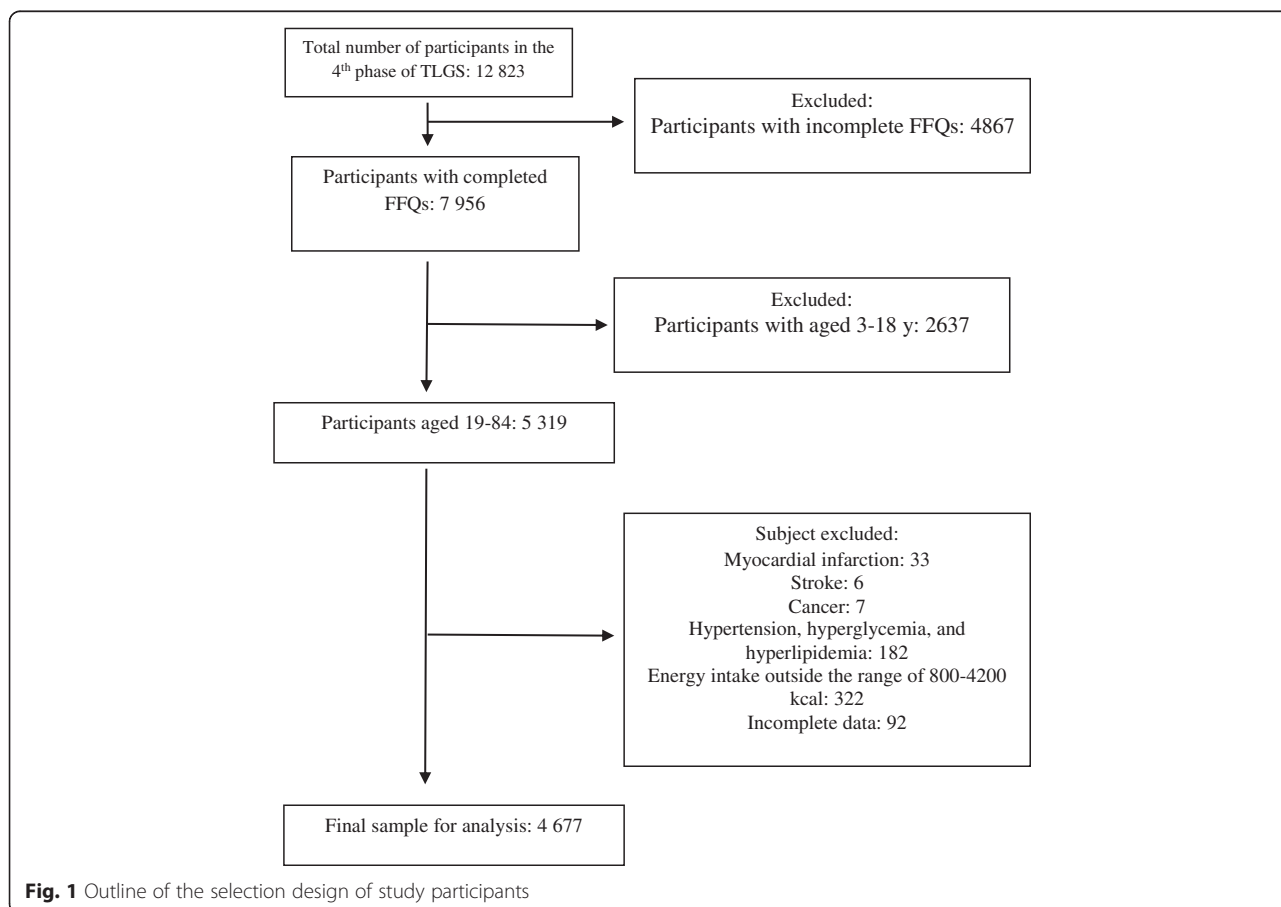 Total number of participants in the
4th phase of TLGS: 12 823
Excluded:
Participants with incomplete FFQs: 4867
Participants with completed
FFQs: 7 956
Excluded:
Participants with aged 3-18 y: 2637
Participants aged 19-84: 5 319
Subject excluded:
Myocardial infarction: 33
Stroke: 6
Cancer: 7
Hypertension, hyperglycemia, and
hyperlipidemia: 182
Energy intake outside the range of 800-4200
kcal: 322
Incomplete data: 92
Final sample for analysis: 4 677
Fig. 1 Outline of the selection design of study participants